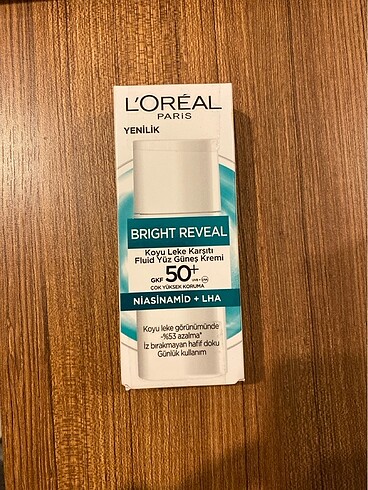 L'ORÉAL
PARIS
YENİLİK
BRIGHT REVEAL
Koyu Leke Karşıtı
Fluid Yüz Güneş Kremi
GKF 50+
ÇOK YÜKSEK KORUMA
NİASİNAMİD + LHA
Koyu leke görünümünde
-%53 azalma*
İz bırakmayan hafif doku
Günlük kullanım